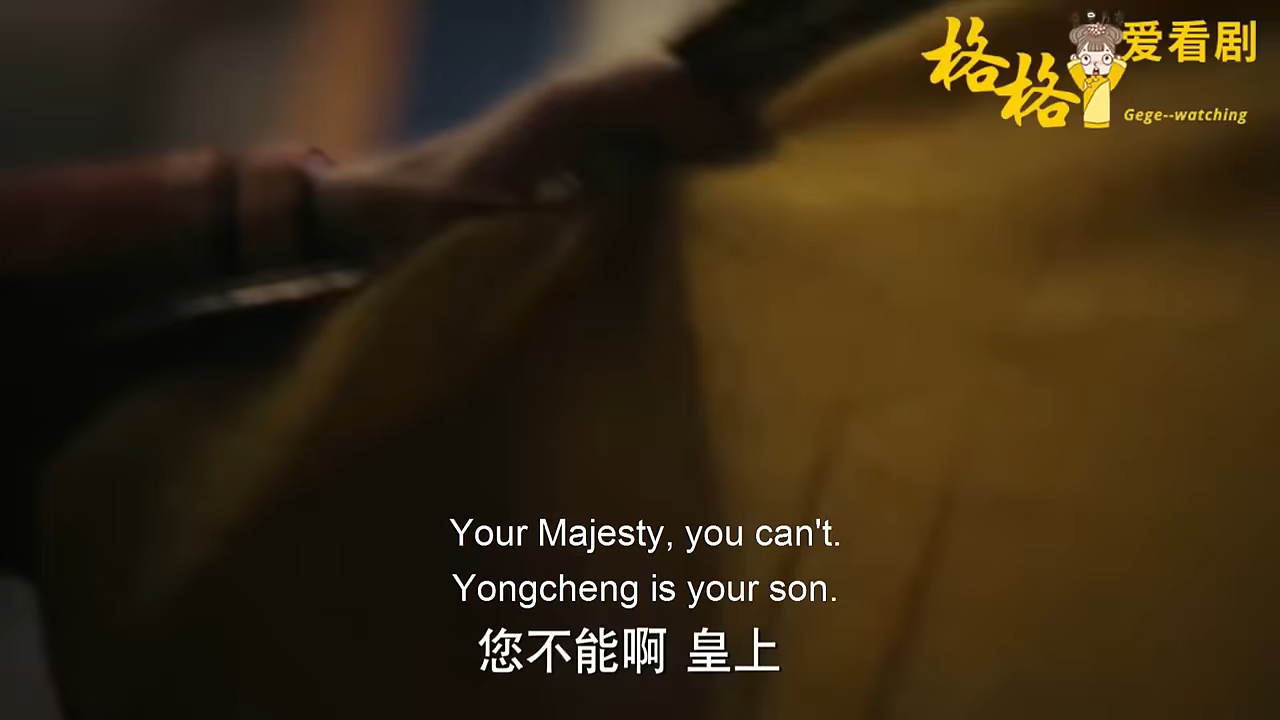 格格爱看剧
Gege--watching
Your Majesty, you can't.
Yongcheng is your son.
您不能啊 皇上